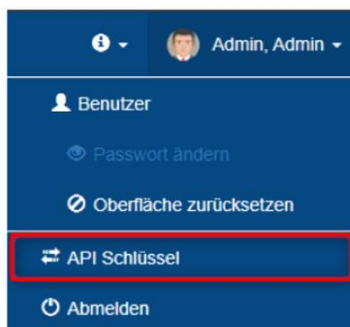 Admin, Admin
Benutzer
Passwort ändern
Oberfläche zurücksetzen
API Schlüssel
Abmelden